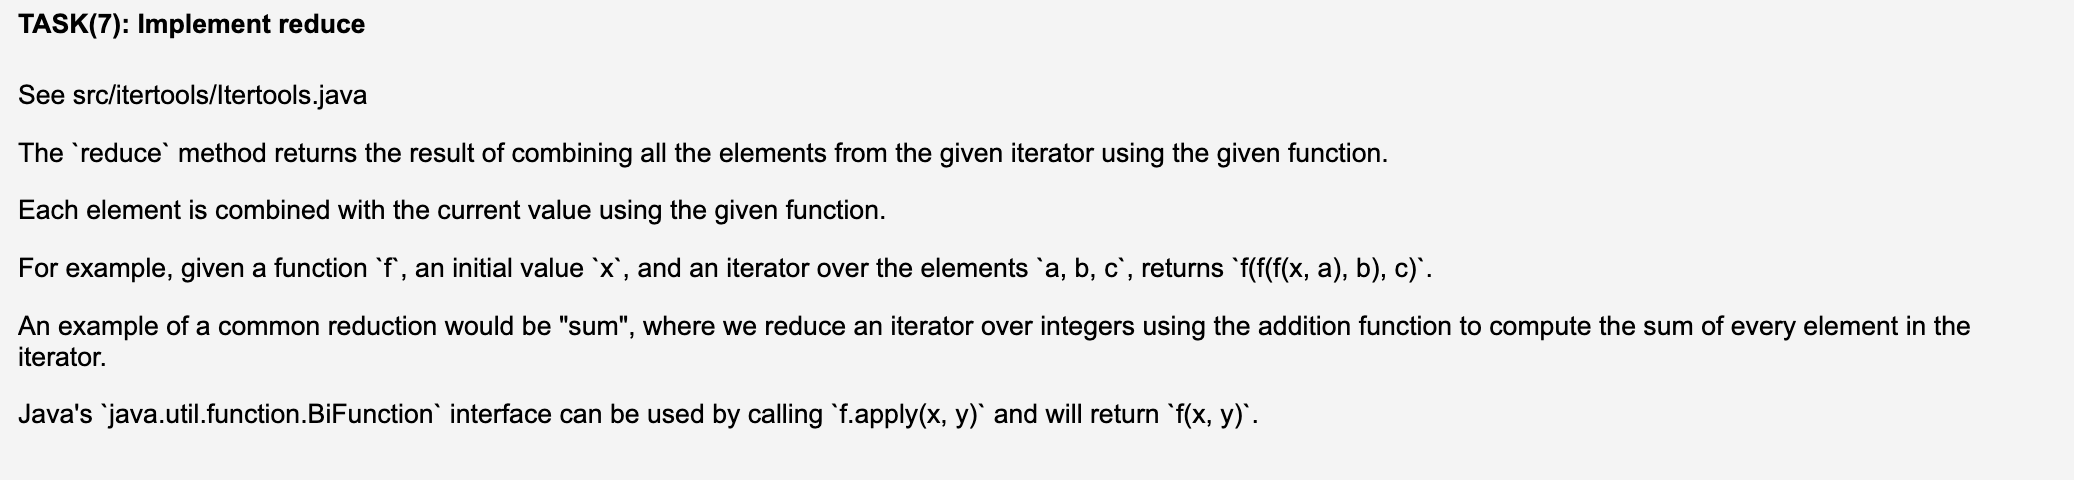 TASK(7): Implement reduce
See src/itertools/Itertools.java
The `reduce` method returns the result of combining all the elements from the given iterator using the given function.
Each element is combined with the current value using the given function.
For example, given a function `f`, an initial value `x`, and an iterator over the elements `a, b, c`, returns `f(f(f(x, a), b), c)`.
An example of a common reduction would be "sum", where we reduce an iterator over integers using the addition function to compute the sum of every element in the
iterator.
Java's `java.util.function.BiFunction` interface can be used by calling `f.apply(x, y)` and will return `f(x, y)`.